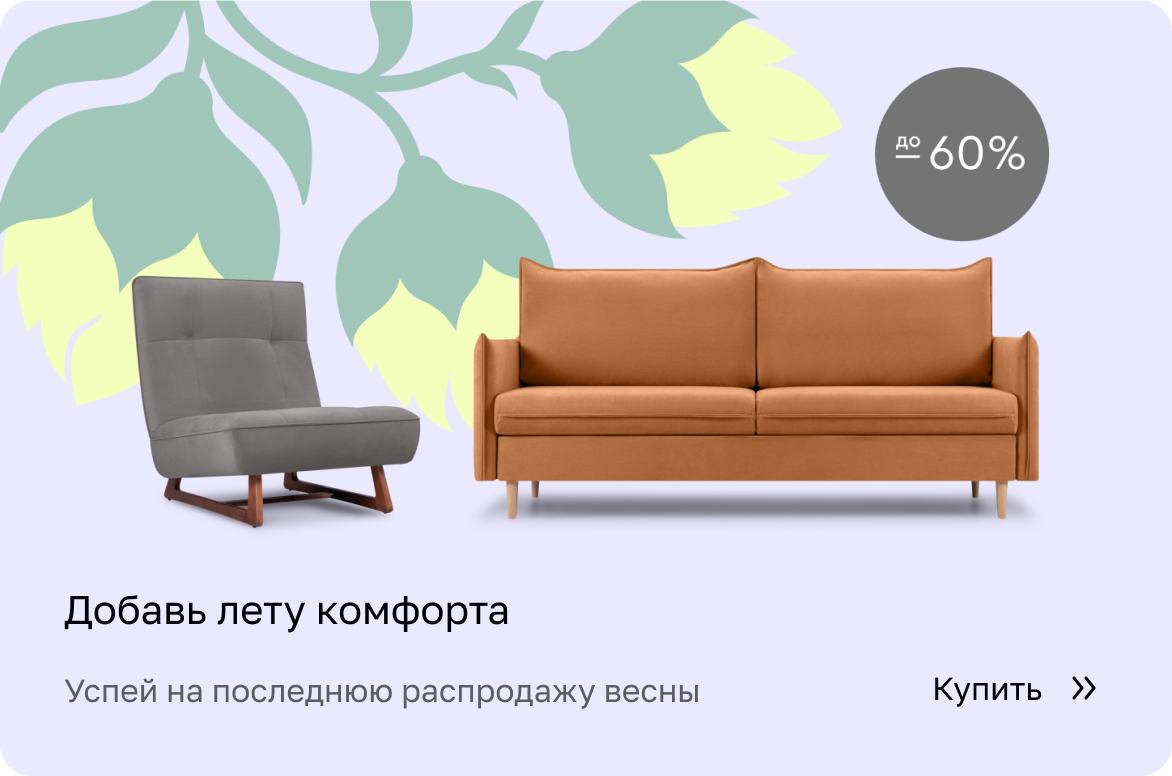 до 60%
Добавь лету комфорта
Успей на последнюю распродажу весны
Купить